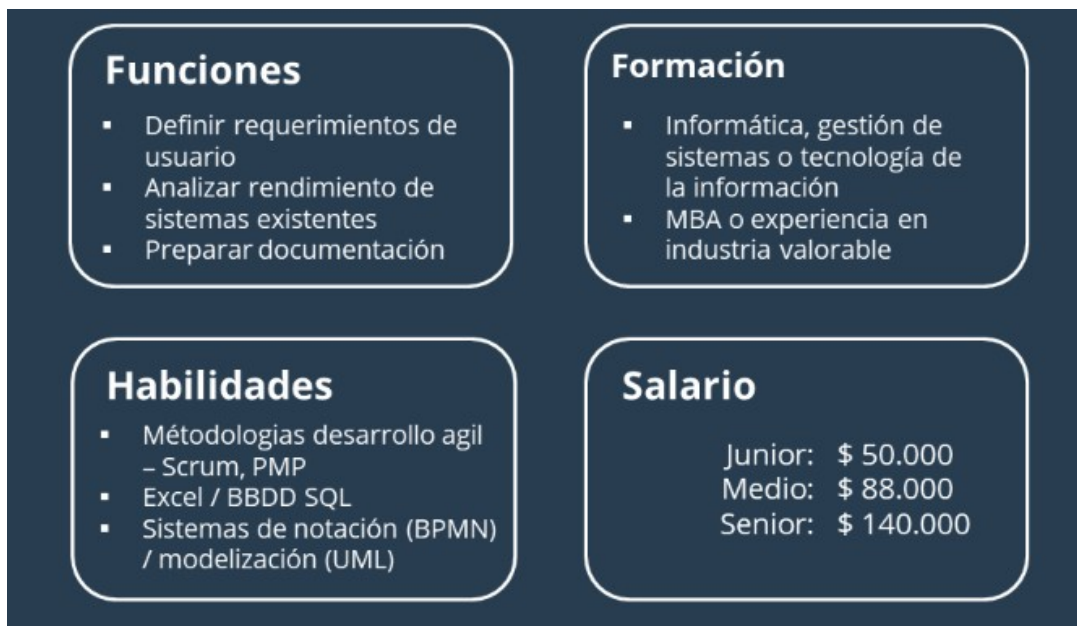 Funciones
▪ Definir requerimientos de
usuario
▪ Analizar rendimiento de
sistemas existentes
▪ Preparar documentación
Formación
▪ Informática, gestión de
sistemas o tecnología de
la información
▪ MBA o experiencia en
industria valorable
Habilidades
▪ Métodologias desarrollo agil
– Scrum, PMP
▪ Excel / BBDD SQL
▪ Sistemas de notación (BPMN)
/ modelización (UML)
Salario
Junior: $ 50.000
Medio: $ 88.000
Senior: $ 140.000